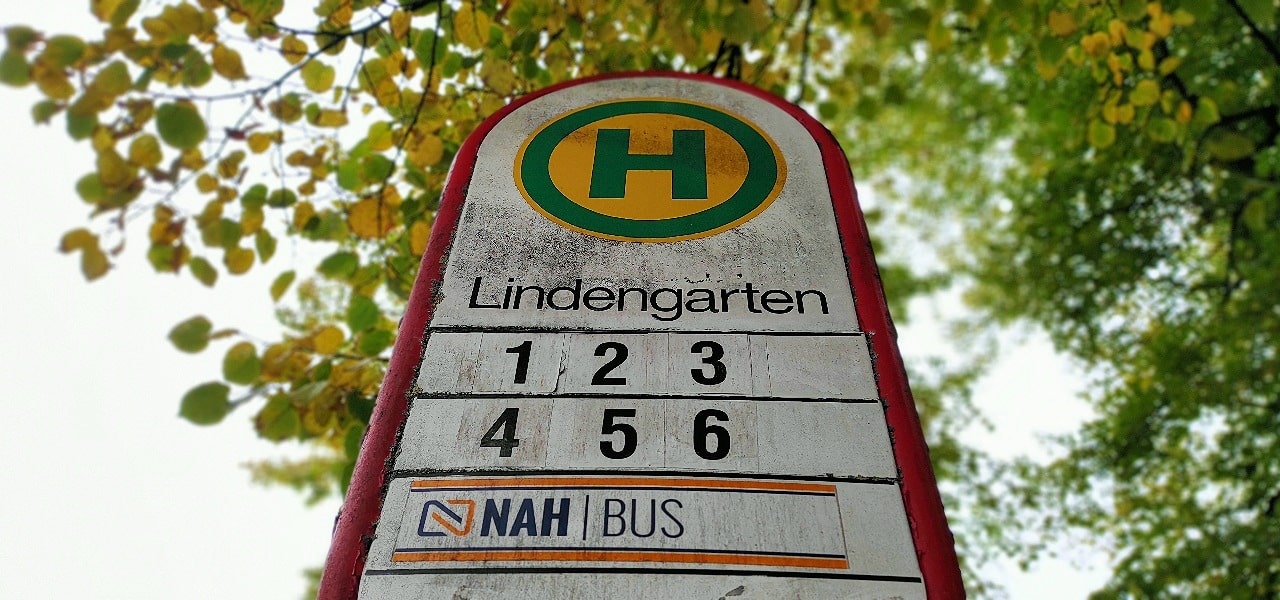 H
Lindengarten
1 2 3
4 5 6
NAH|BUS